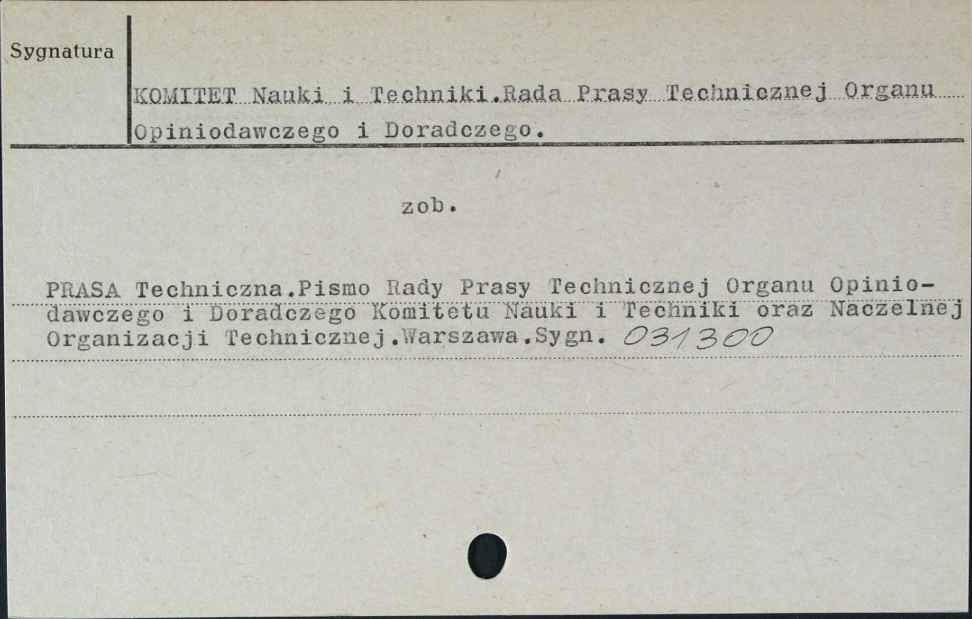 Sygnatura
KOMITET Nauki i Techniki.Rada Prasy Technicznej Organu
Opiniodawczego i Doradczego.
zob.
PRASA Techniczna.Pismo Rady Prasy Technicznej Organu Opinio-
dawczego i Doradczego Komitetu Nauki i Techniki oraz Naczelnej
Organizacji Technicznej.Warszawa.Sygn. 031300